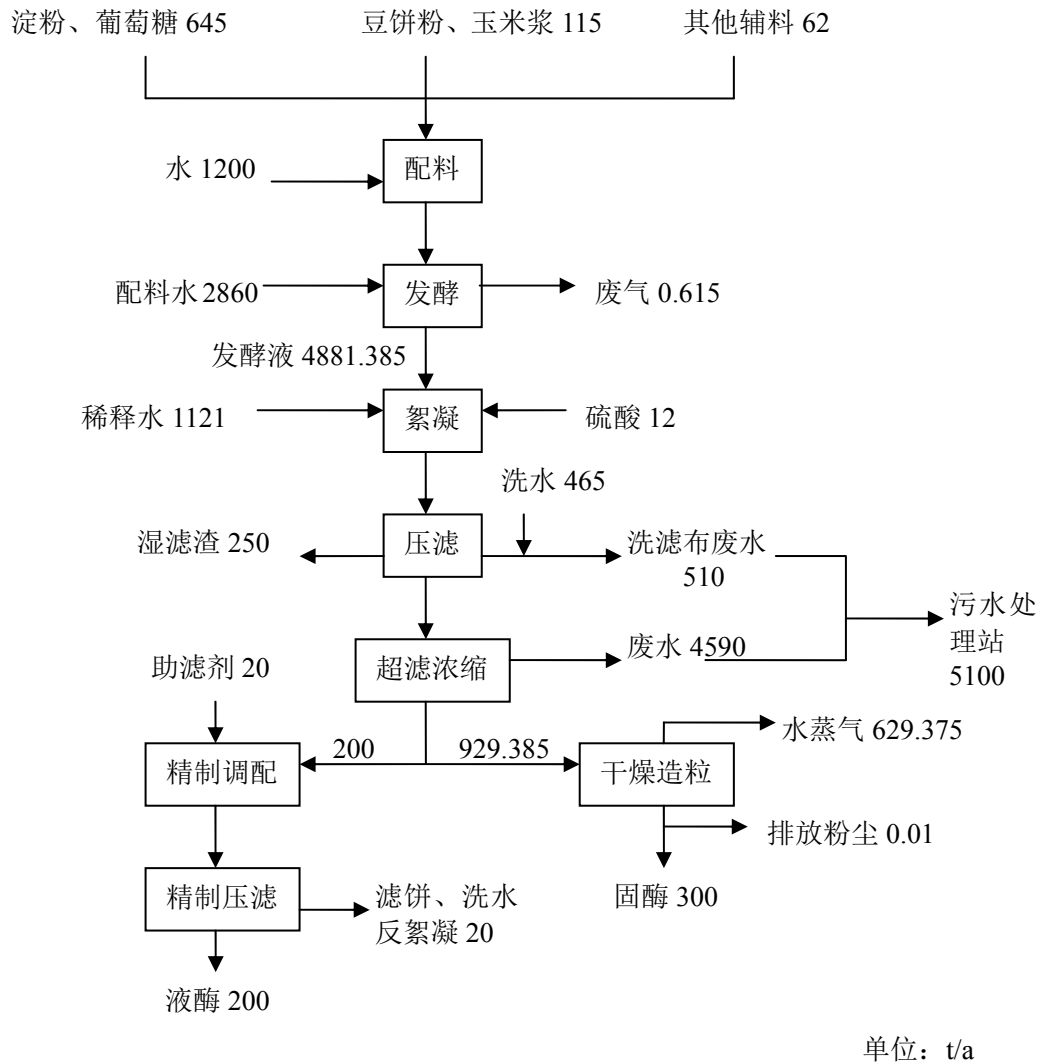 淀粉、葡萄糖 645
豆饼粉、玉米浆 115
其他辅料 62
水 1200
配料
配料水 2860
发酵
废气 0.615
发酵液 4881.385
稀释水 1121
絮凝
硫酸 12
洗水 465
湿滤渣 250
压滤
洗滤布废水
510
污水处
理站
5100
超滤浓缩
废水 4590
助滤剂 20
水蒸气 629.375
200
929.385
精制调配
干燥造粒
排放粉尘 0.01
精制压滤
滤饼、洗水
反絮凝 20
固酶 300
液酶 200
单位：t/a